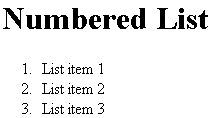 Numbered List
1. List item 1
2. List item 2
3. List item 3